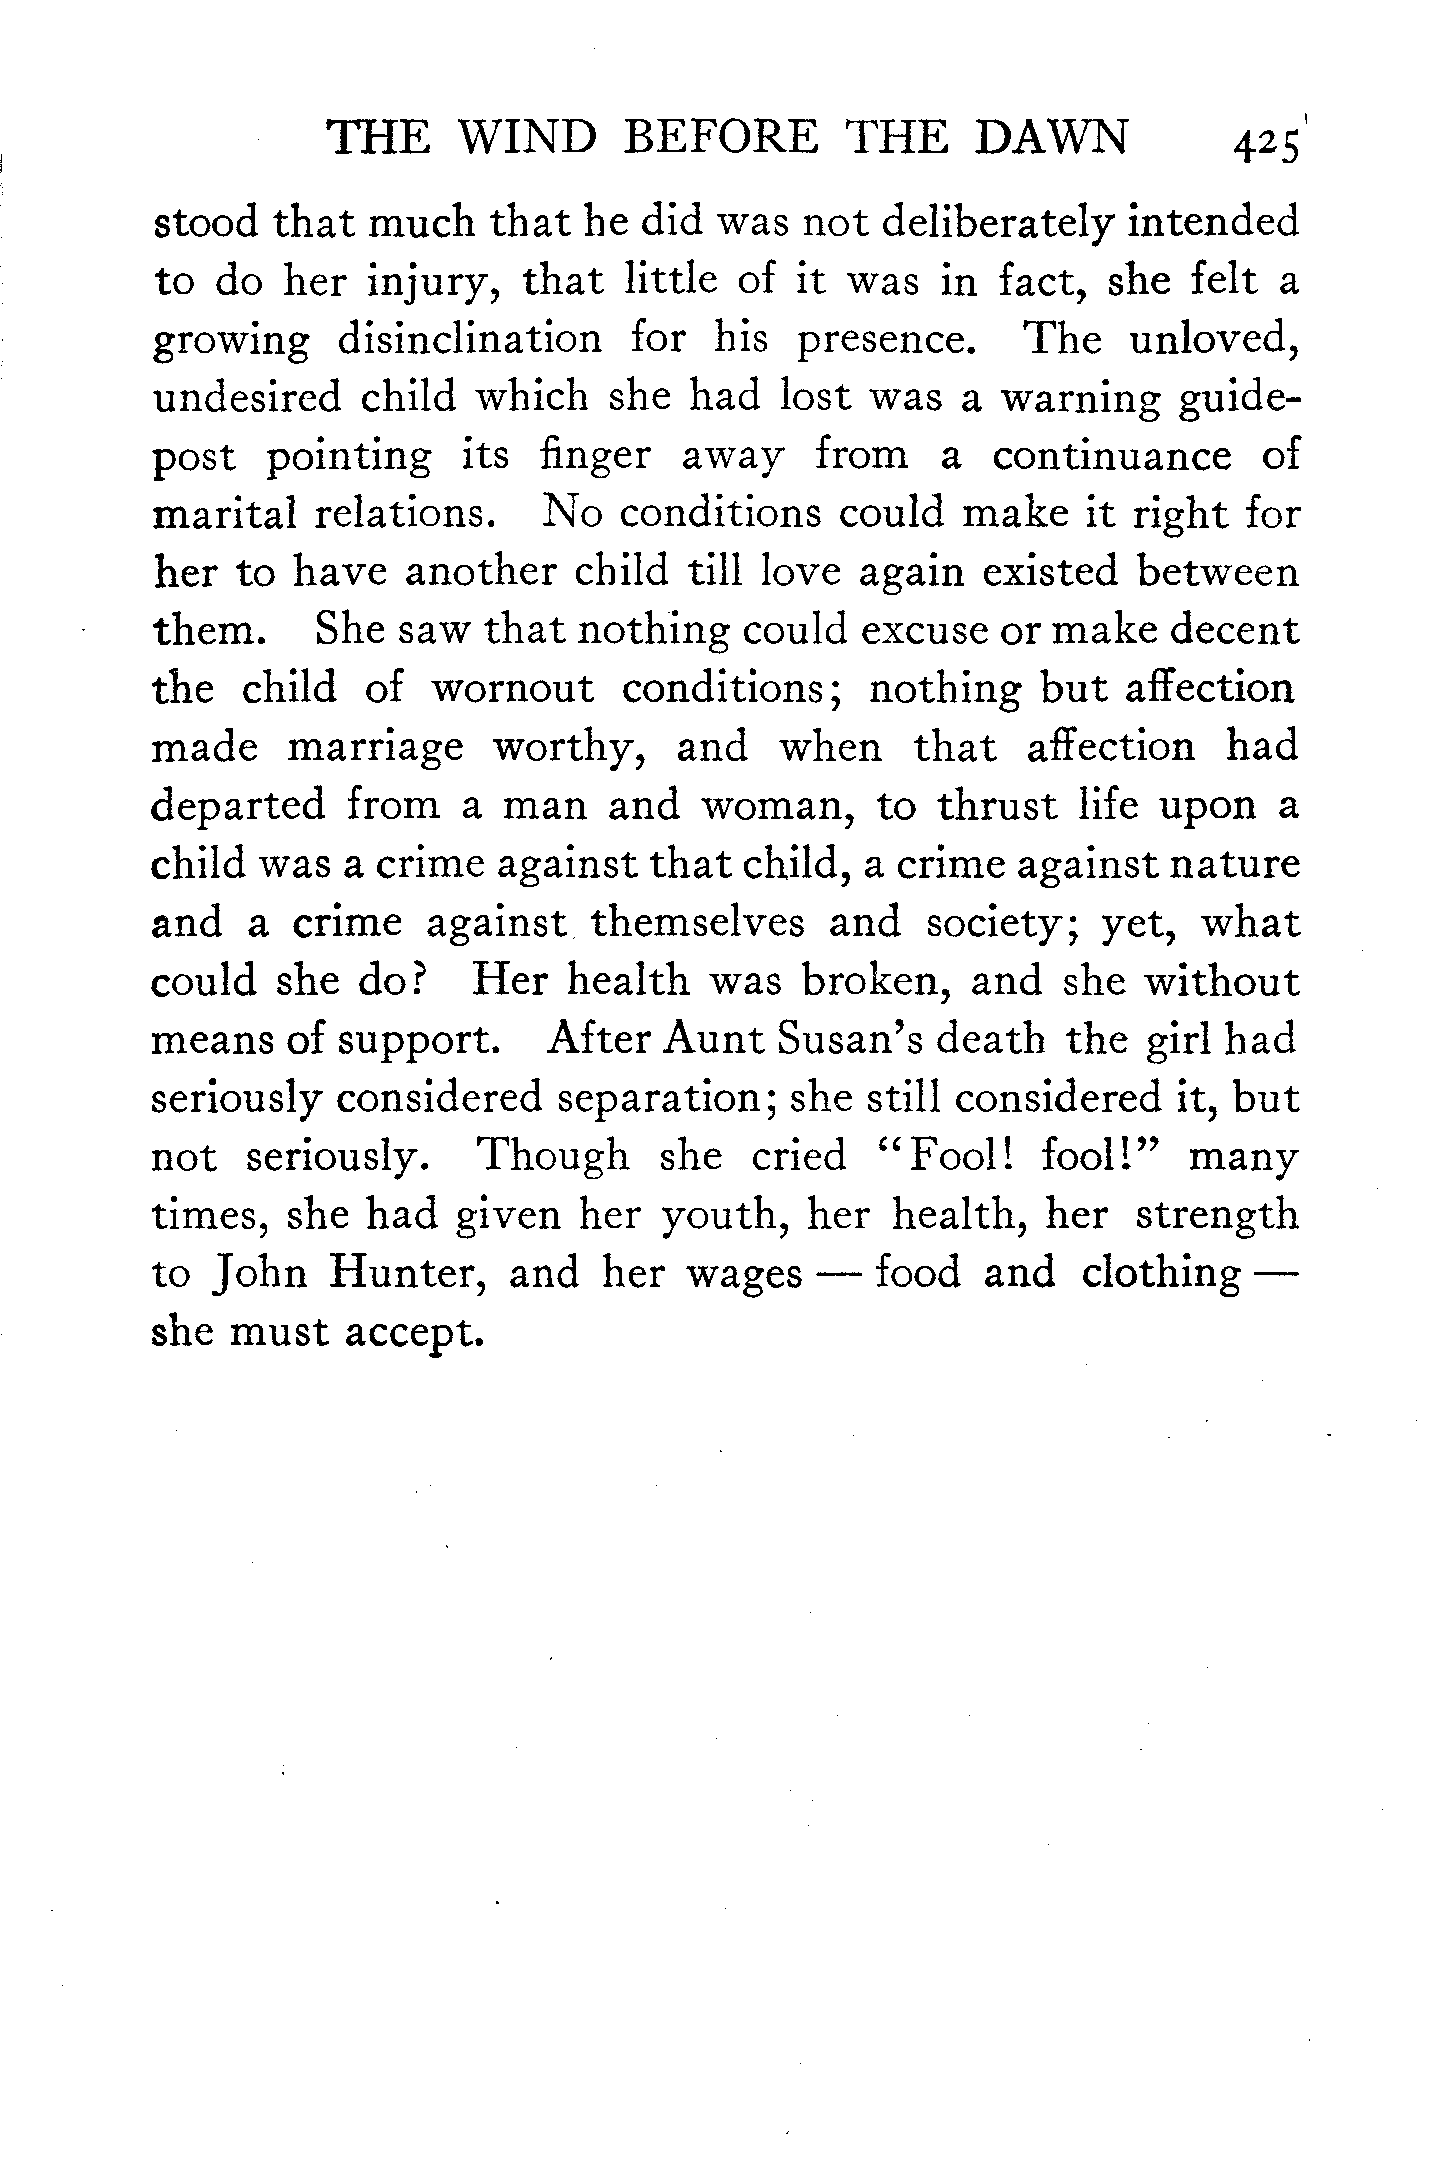 THE WIND BEFORE THE DAWN 425
stood that much that he did was not deliberately intended
to do her injury, that little of it was in fact, she felt a
growing disinclination for his presence. The unloved,
undesired child which she had lost was a warning guide-
post pointing its finger away from a continuance of
marital relations. No conditions could make it right for
her to have another child till love again existed between
them. She saw that nothing could excuse or make decent
the child of wornout conditions; nothing but affection
made marriage worthy, and when that affection had
departed from a man and woman, to thrust life upon a
child was a crime against that child, a crime against nature
and a crime against themselves and society; yet, what
could she do? Her health was broken, and she without
means of support. After Aunt Susan's death the girl had
seriously considered separation; she still considered it, but
not seriously. Though she cried "Fool! fool!" many
times, she had given her youth, her health, her strength
to John Hunter, and her wages — food and clothing —
she must accept.